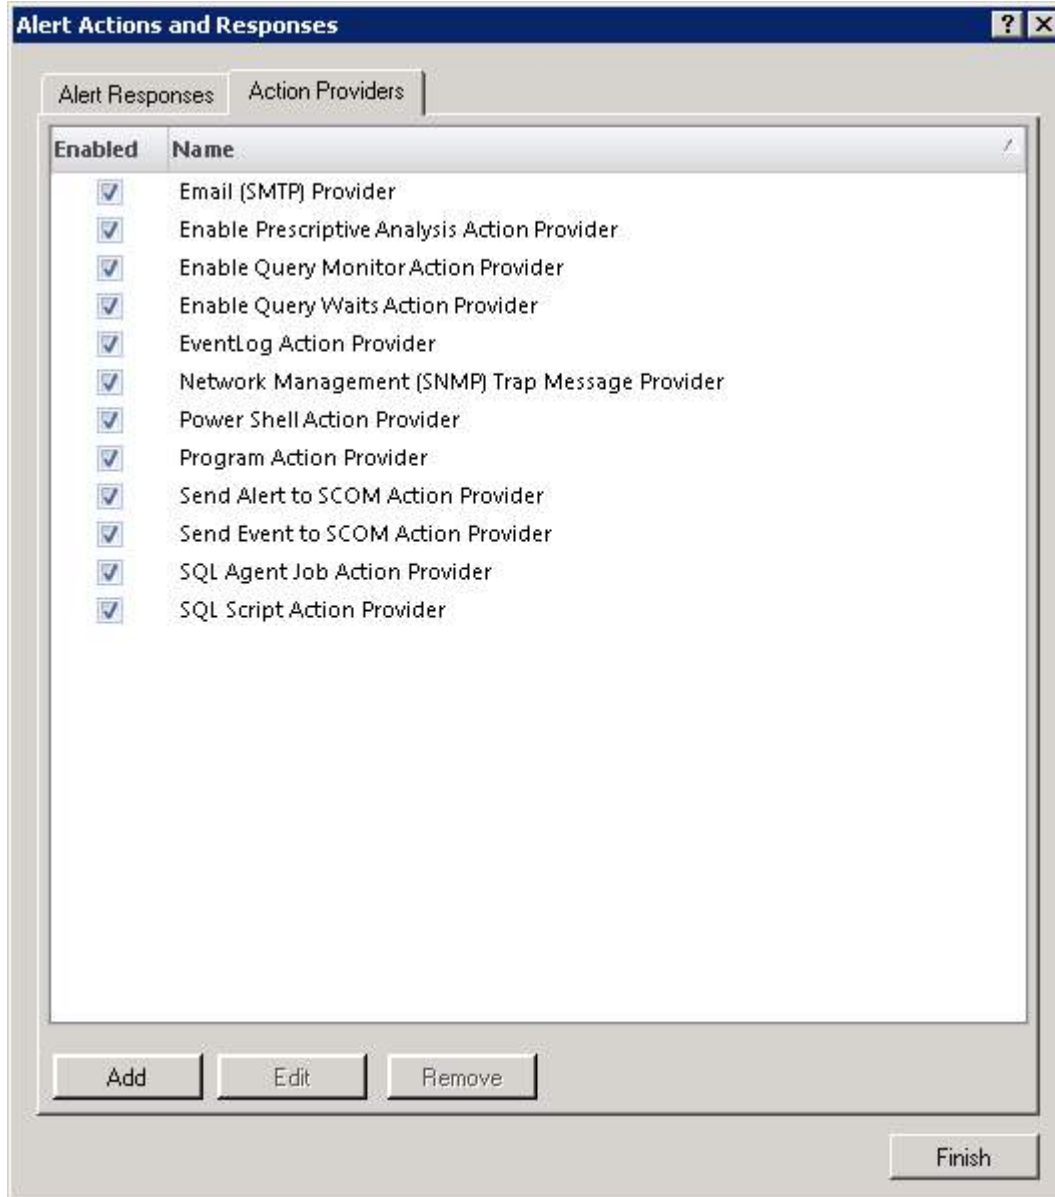 Alert Actions and Responses
Alert Responses Action Providers
Enabled Name
Email (SMTP) Provider
Enable Prescriptive Analysis Action Provider
Enable Query Monitor Action Provider
Enable Query Waits Action Provider
EventLog Action Provider
Network Management (SNMP) Trap Message Provider
Power Shell Action Provider
Program Action Provider
Send Alert to SCOM Action Provider
Send Event to SCOM Action Provider
SQL Agent Job Action Provider
SQL Script Action Provider
Add Edit Remove
Finish